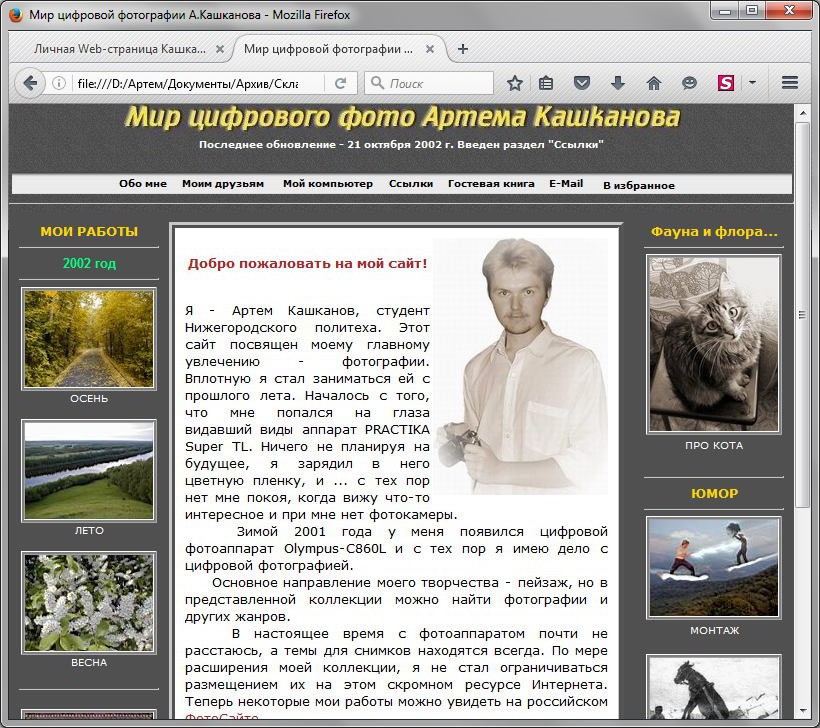 Мир цифровой фотографии А.Кашканова - Mozilla Firefox
Личная Web-страница Кашка...
Мир цифровой фотографии ...
file:///D:/Артем/Документы/Архив/Скла
Поиск
Мир цифрового фото Артема Кашканова
Последнее обновление - 21 октября 2002 г. Введен раздел "Ссылки"
Обо мне Моим друзьям Мой компьютер Ссылки Гостевая книга E-Mail В избранное
МОИ РАБОТЫ
2002 год
ОСЕНЬ
ЛЕТО
ВЕСНА
Добро пожаловать на мой сайт!
Я - Артем Кашканов, студент
Нижегородского политеха. Этот
сайт посвящен моему главному
увлечению - фотографии.
Вплотную я стал заниматься ей с
прошлого лета. Началось с того,
что мне попался на глаза
видавший виды аппарат PRACTIKA
Super TL. Ничего не планируя на
будущее, я зарядил в него
цветную пленку, и ... с тех пор
нет мне покоя, когда вижу что-то
интересное и при мне нет фотокамеры.
Зимой 2001 года у меня появился цифровой
фотоаппарат Olympus-C860L и с тех пор я имею дело с
цифровой фотографией.
Основное направление моего творчества - пейзаж, но в
представленной коллекции можно найти фотографии и
других жанров.
В настоящее время с фотоаппаратом почти не
расстаюсь, а темы для снимков находятся всегда. По мере
расширения моей коллекции, я не стал ограничиваться
размещением их на этом скромном ресурсе Интернета.
Теперь некоторые мои работы можно увидеть на российском
ФотоСайте
Фауна и флора...
ПРО КОТА
ЮМОР
МОНТАЖ